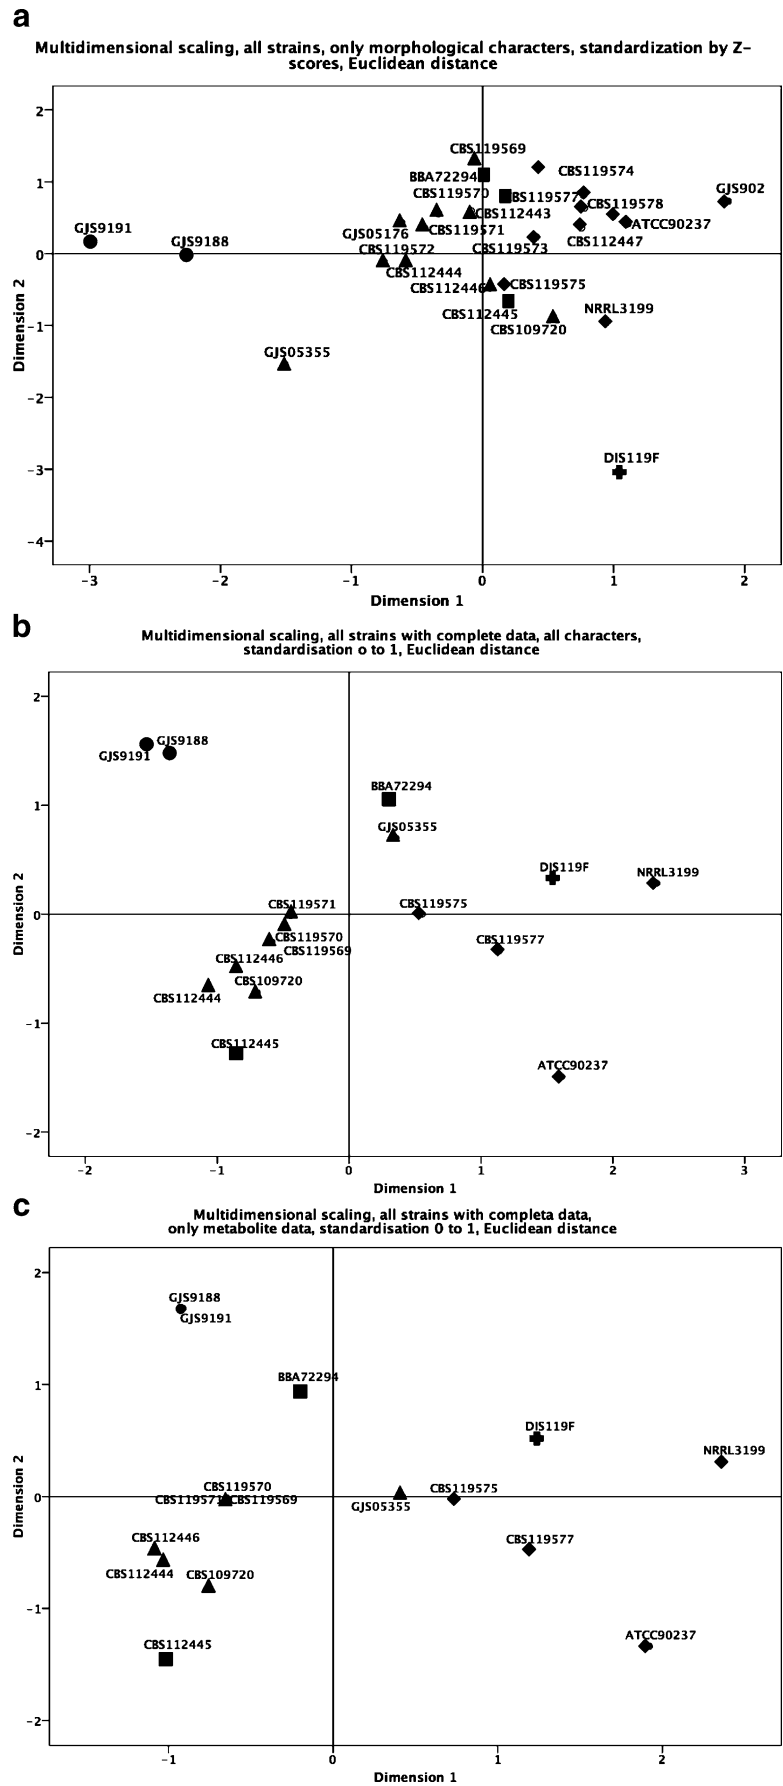 a
Multidimensional scaling, all strains, only morphological characters, standardization by Z-
scores, Euclidean distance
2
1
0
-1
-2
-3
-4
Dimension 2
CBS119569
BBA72294
CBS119574
CBS119570
BS119577
GJS902
CBS119578
CBS112443
ATCC90237
GJS9191
GJS05176
CBS119571
GJS9188
CBS119572
CBS119573
CBS112447
CBS112444
CBS112446
CBS119575
CBS112445
NRRL3199
CBS109720
GJS05355
DIS119F
-3
-2
-1
0
1
2
Dimension 1
b
Multidimensional scaling, all strains with complete data, all characters,
standardisation o to 1, Euclidean distance
2
1
0
-1
-2
Dimension 2
GJS9188
GJS9191
BBA72294
GJS05355
DIS119F
NRRL3199
CBS119571
CBS119575
CBS119570
CBS119577
CBS119569
CBS112446
CBS109720
CBS112444
CBS112445
ATCC90237
-2
-1
0
1
2
3
Dimension 1
c
Multidimensional scaling, all strains with completa data,
only metabolite data, standardisation 0 to 1, Euclidean distance
2
1
0
-1
-2
Dimension 2
GJS9188
GJS9191
BBA72294
DIS119F
NRRL3199
CBS119570
CBS119571
CBS119569
GJS05355
CBS119575
CBS112446
CBS119577
CBS112444
CBS109720
CBS112445
ATCC90237
-1
0
1
2
Dimension 1